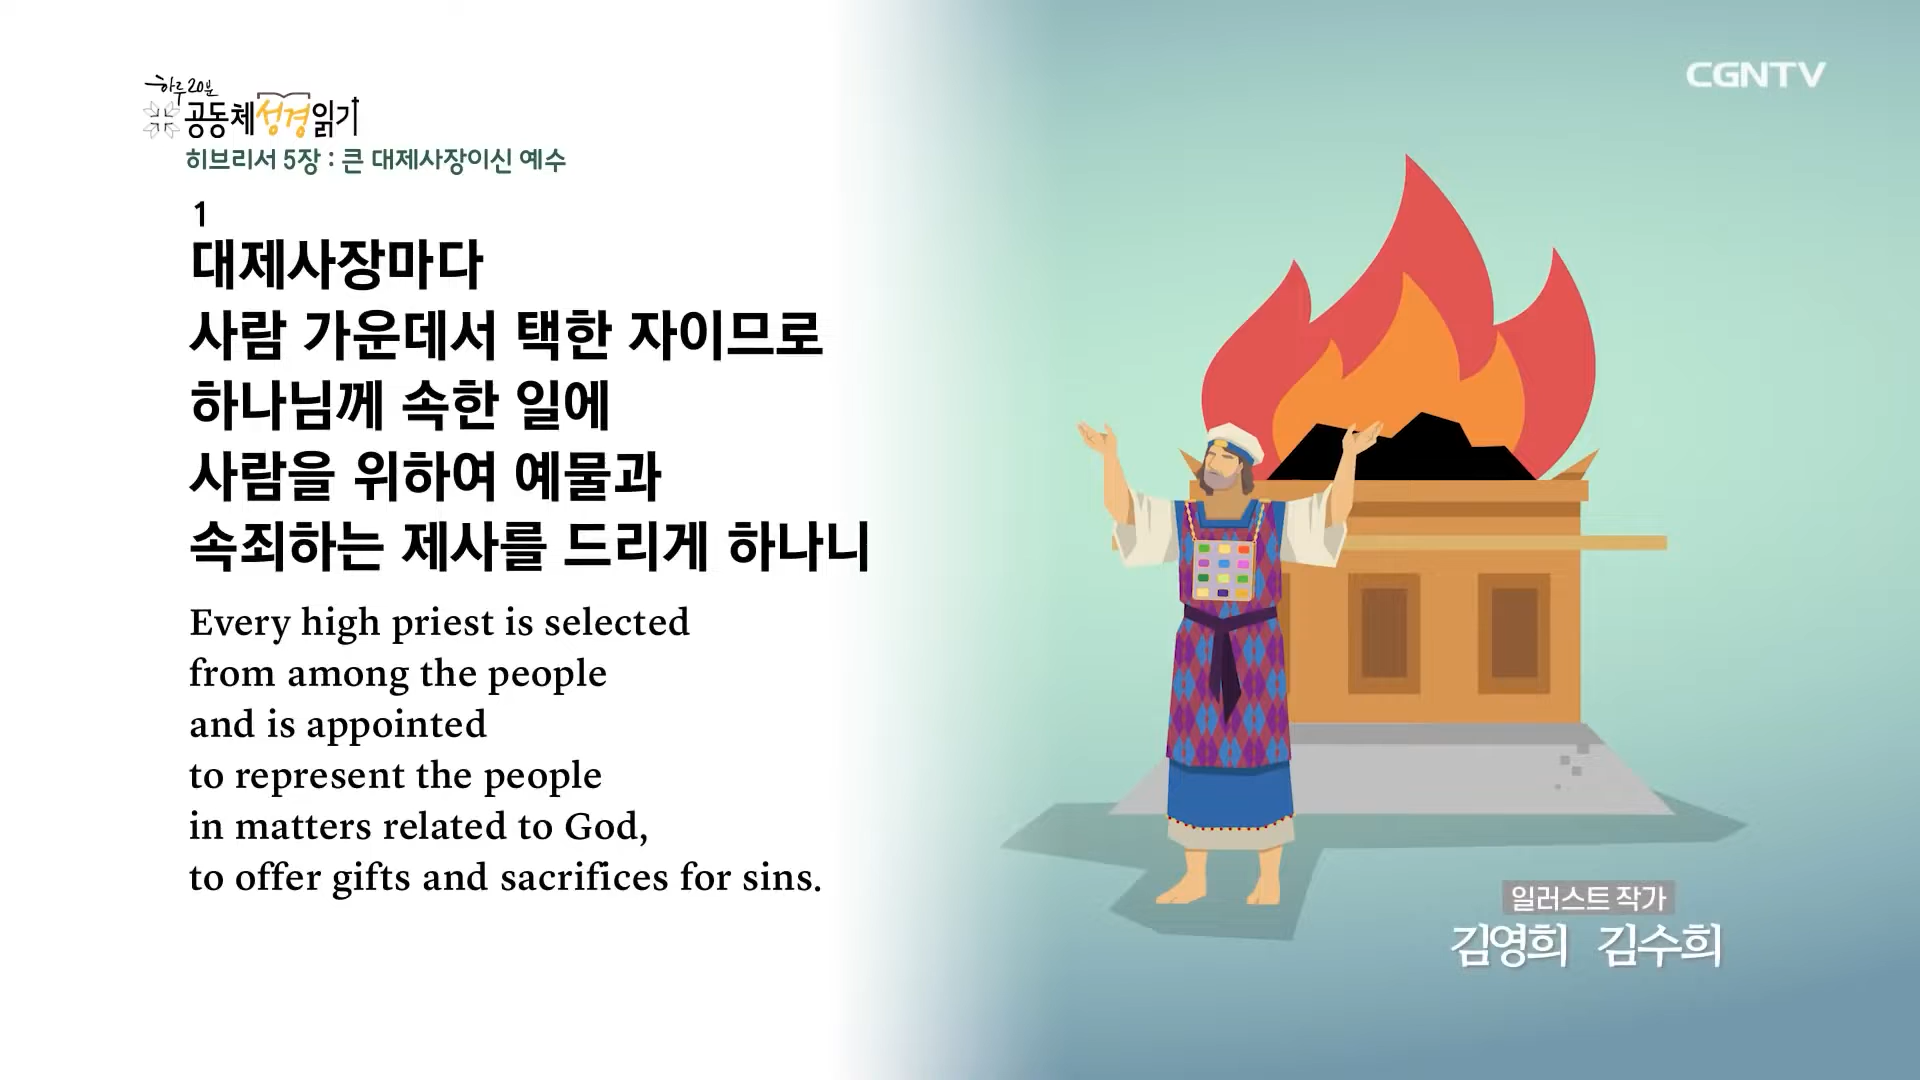 하루 20분
공동체성경읽기
히브리서 5장 : 큰 대제사장이신 예수
1
대제사장마다
사람 가운데서 택한 자이므로
하나님께 속한 일에
사람을 위하여 예물과
속죄하는 제사를 드리게 하나니
Every high priest is selected
from among the people
and is appointed
to represent the people
in matters related to God,
to offer gifts and sacrifices for sins.
CGNTV
일러스트 작가
김영희 김수희